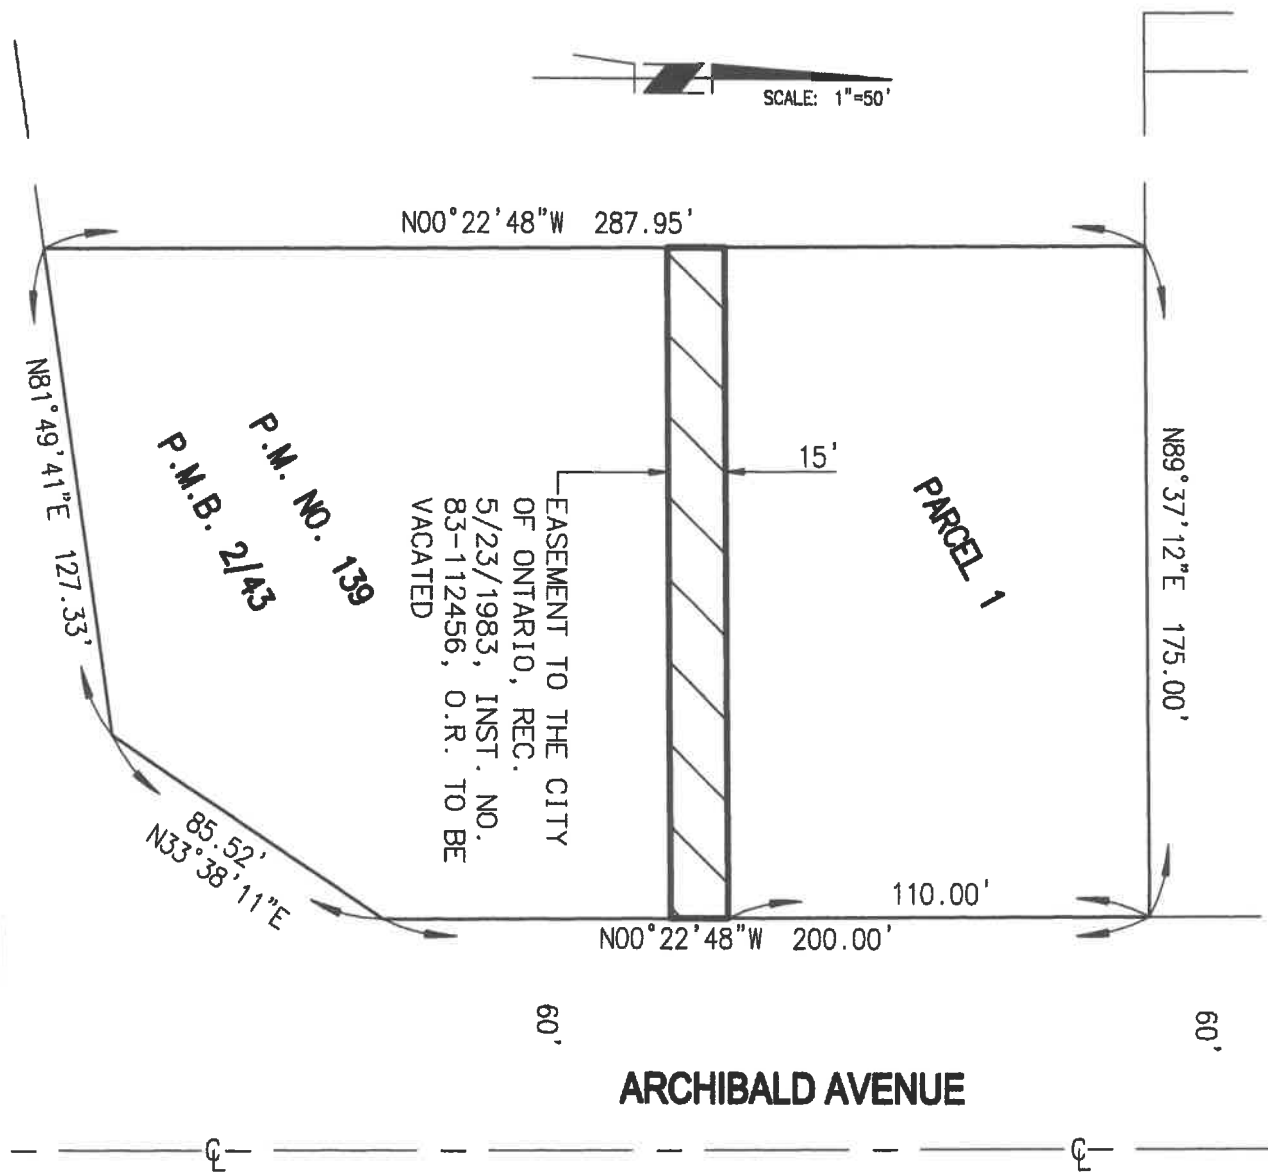 SCALE: 1"=50'
N00°22'48"W 287.95'
N81°49'41"E 127.33'
P.M. NO. 139
P.M.B. 2/43
15'
EASEMENT TO THE CITY
OF ONTARIO, REC.
5/23/1983, INST. NO.
83-112456, O.R. TO BE
VACATED
PARCEL 1
N89°37'12"E 175.00'
85.52'
N33°38'11"E
110.00'
N00°22'48"W 200.00'
60'
60'
ARCHIBALD AVENUE
℄ ℄